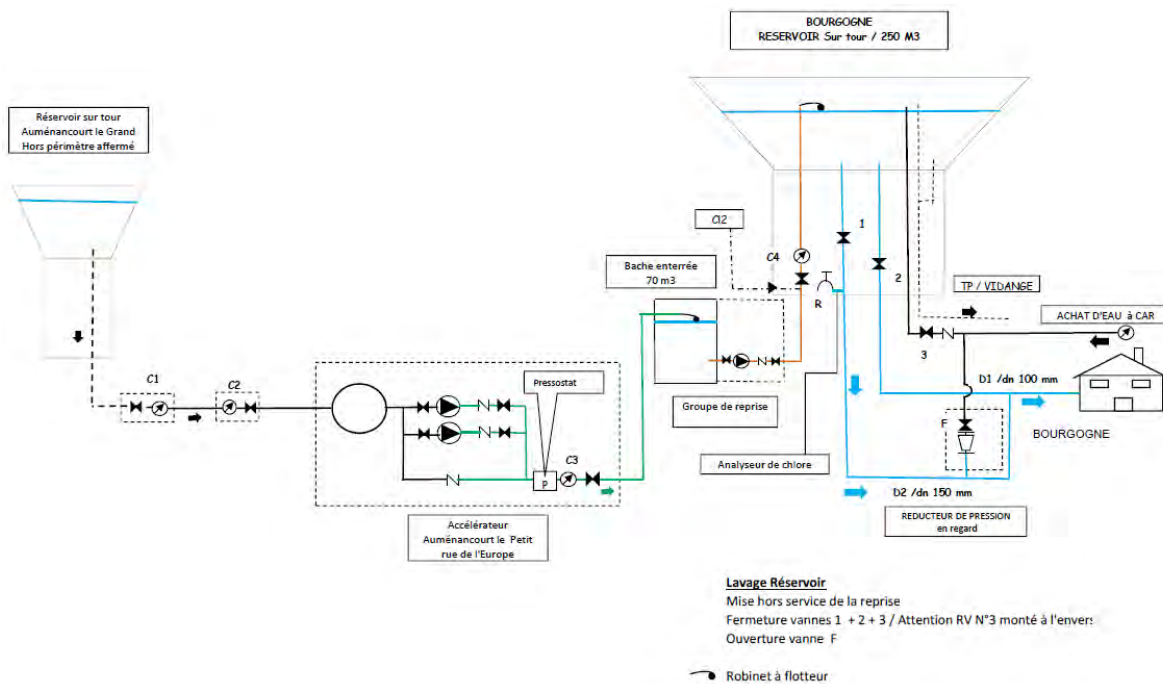 BOURGOGNE
RESERVOIR Sur tour / 250 M3
Réservoir sur tour
Auménancourt le Grand
Hors périmètre affermé
Cl2
C4
1
2
Bache enterrée
70 m3
R
TP / VIDANGE
ACHAT D'EAU à CAR
3
C1
C2
Pressostat
Groupe de reprise
D1 /dn 100 mm
F
BOURGOGNE
C3
P
Analyseur de chlore
D2 /dn 150 mm
REDUCTEUR DE PRESSION
en regard
Accélérateur
Auménancourt le Petit
rue de l'Europe
Lavage Réservoir
Mise hors service de la reprise
Fermeture vannes 1 + 2 + 3 / Attention RV N°3 monté à l'envers
Ouverture vanne F
Robinet à flotteur